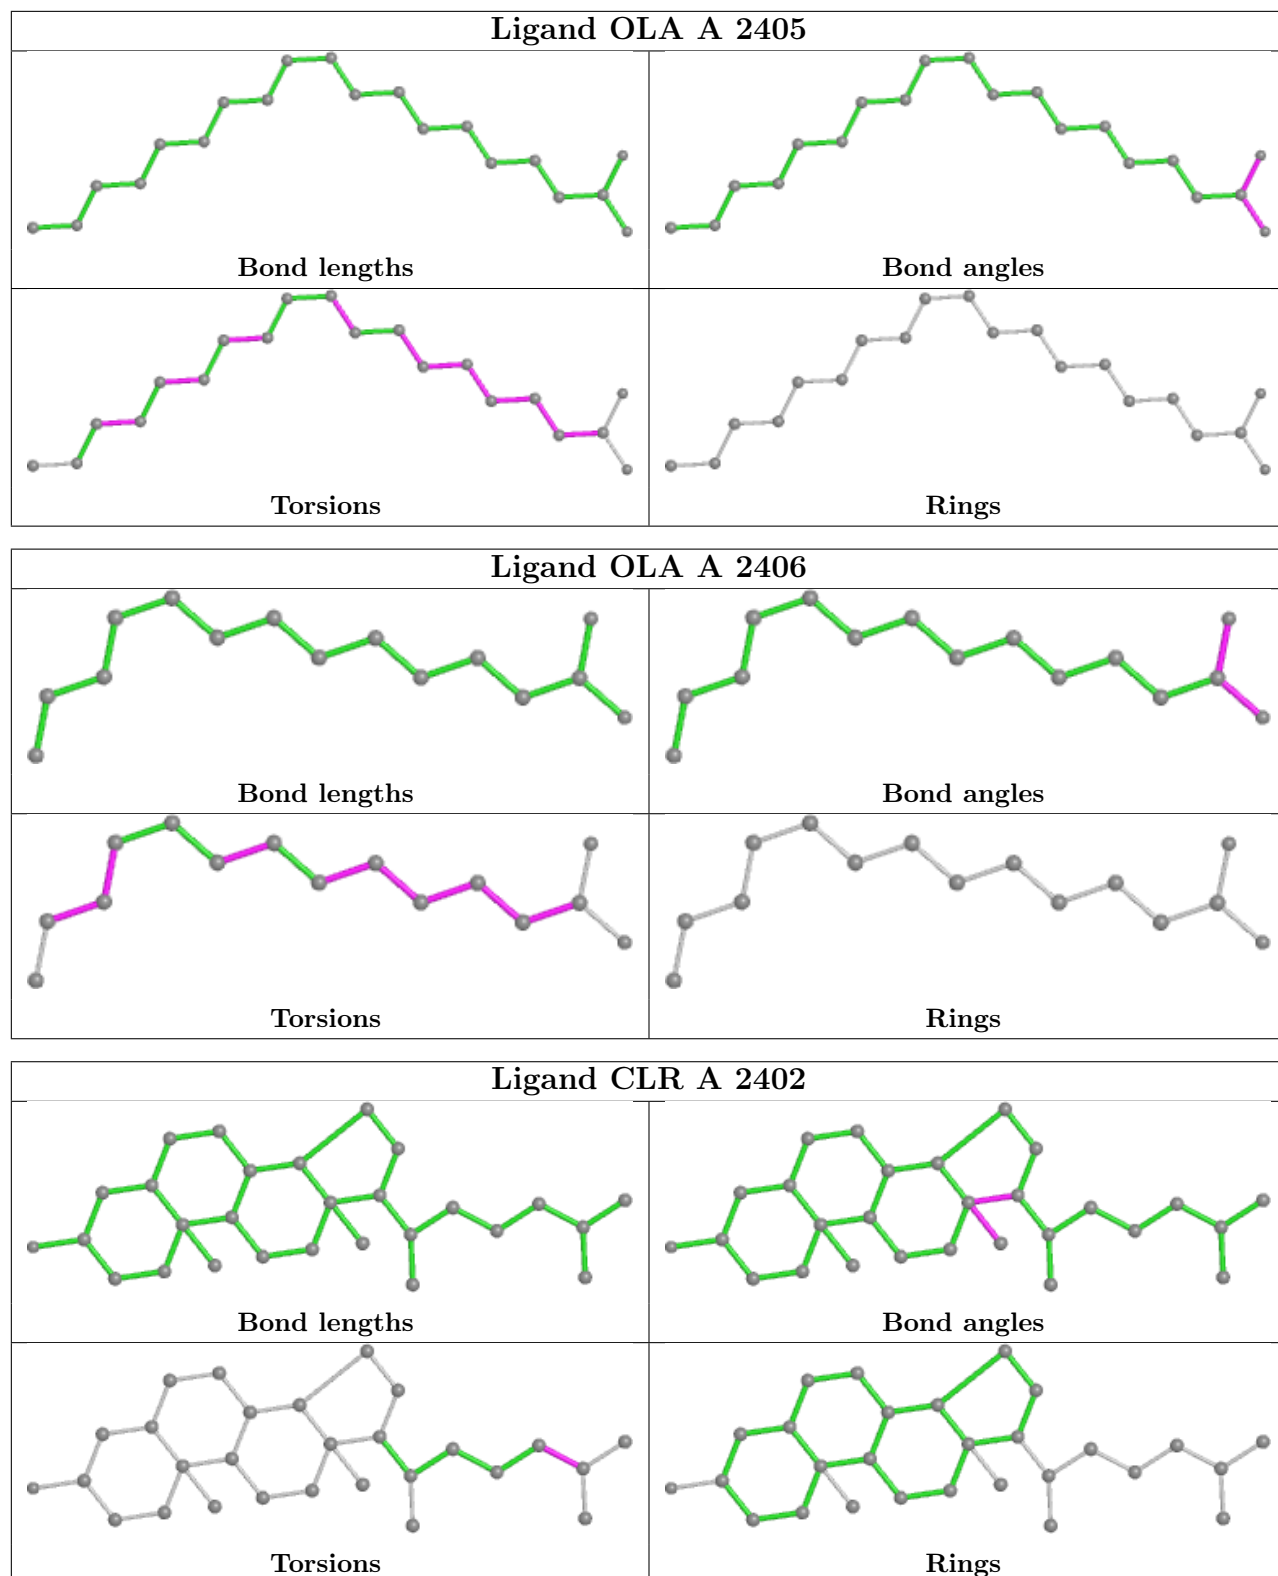 Ligand OLA A 2405
Bond lengths
Bond angles
Torsions
Rings
Ligand OLA A 2406
Bond lengths
Bond angles
Torsions
Rings
Ligand CLR A 2402
Bond lengths
Bond angles
Torsions
Rings